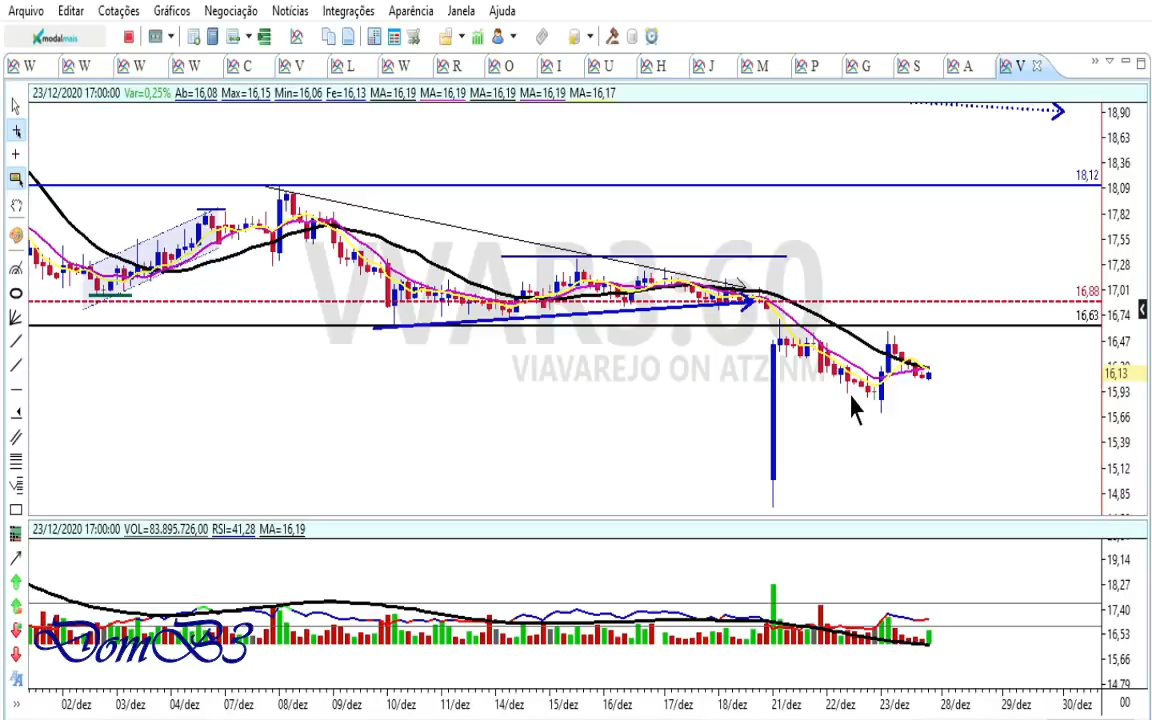 Arquivo Editar Cotações Gráficos Negociação Notícias Integrações Aparência Janela Ajuda
modalmais
W W W W C V L W R O I U H J M P G S A V
23/12/2020 17:00:00 Var=0,25% Ab=16,08 Max=16,15 Min=16,06 Fe=16,13 MA=16,19 MA=16,19 MA=16,19 MA=16,19 MA=16,17
18,90
18,63
18,36
18,12
18,09
17,82
17,55
17,28
17,01
16,88
16,74
16,63
16,47
16,13
15,93
15,66
15,39
15,12
14,85
VVAR3.60
VIAVAREJO ON ATZ NM
23/12/2020 17:00:00 VOL=83.895.726,00 RSI=41,28 MA=16,19
19,14
18,27
17,40
16,53
15,66
14,79
DomB3
02/dez 03/dez 04/dez 07/dez 08/dez 09/dez 10/dez 11/dez 14/dez 15/dez 16/dez 17/dez 18/dez 21/dez 22/dez 23/dez 28/dez 29/dez 30/dez 00